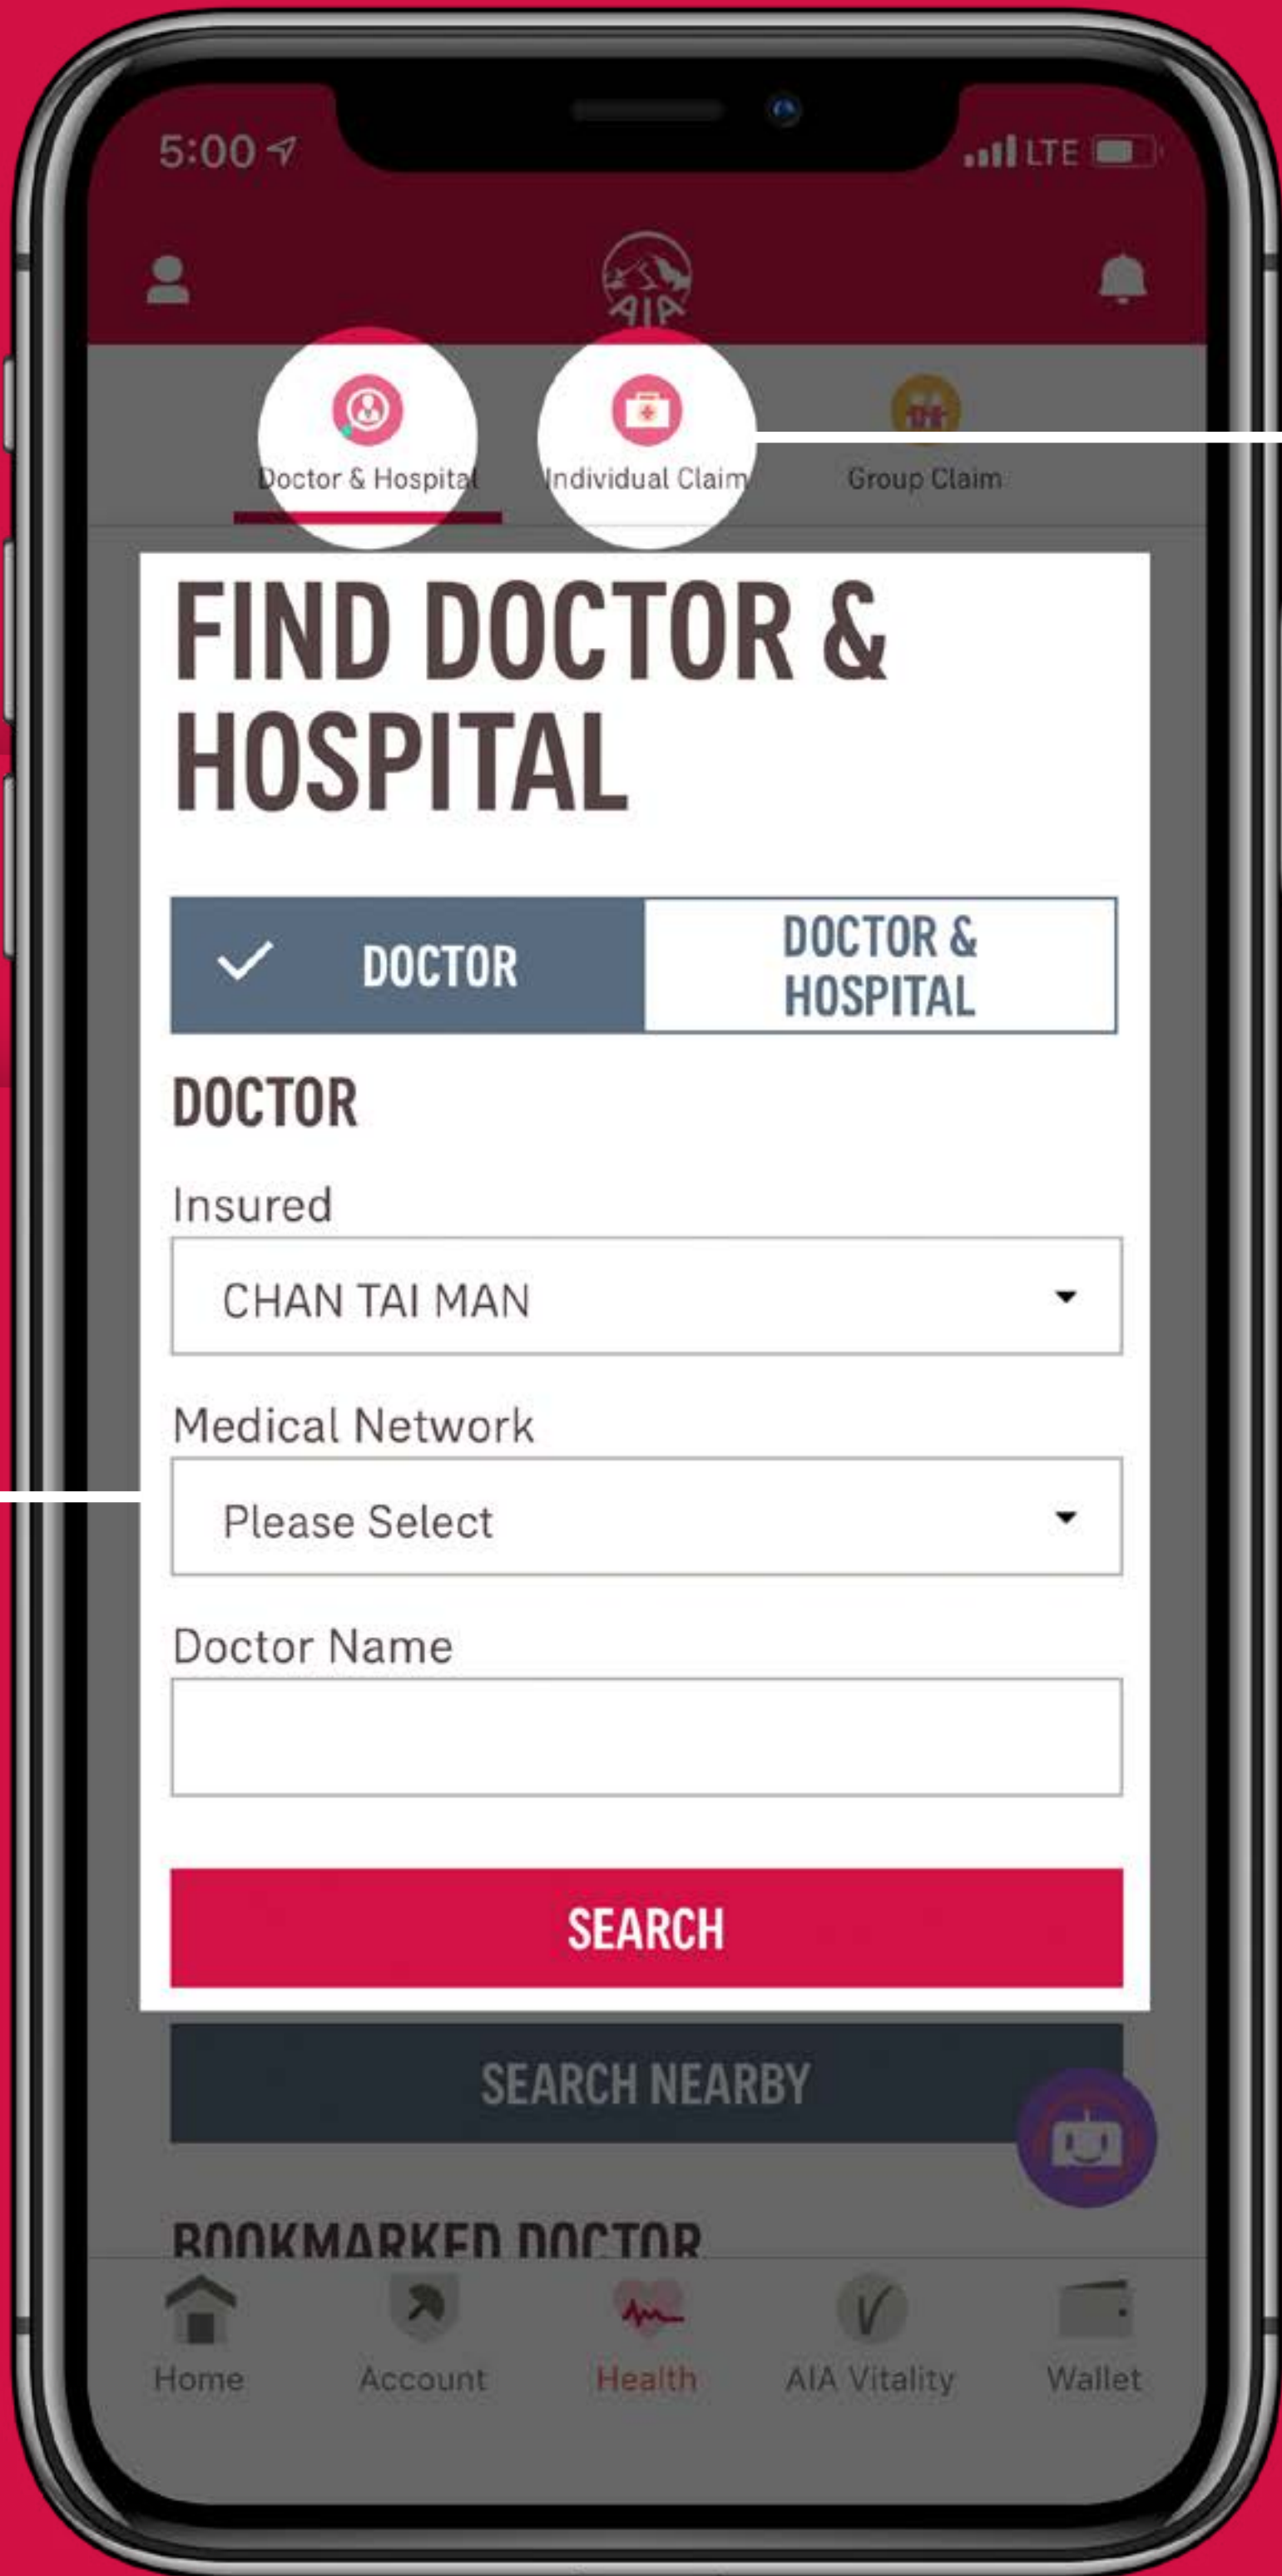 5:00
LTE
AIA
Doctor & Hospital
Individual Claim
Group Claim
FIND DOCTOR &
HOSPITAL
DOCTOR
DOCTOR &
HOSPITAL
DOCTOR
Insured
CHAN TAI MAN
Medical Network
Please Select
Doctor Name
SEARCH
SEARCH NEARBY
BOOKMARKED DOCTOR
Home
Account
Health
AIA Vitality
Wallet